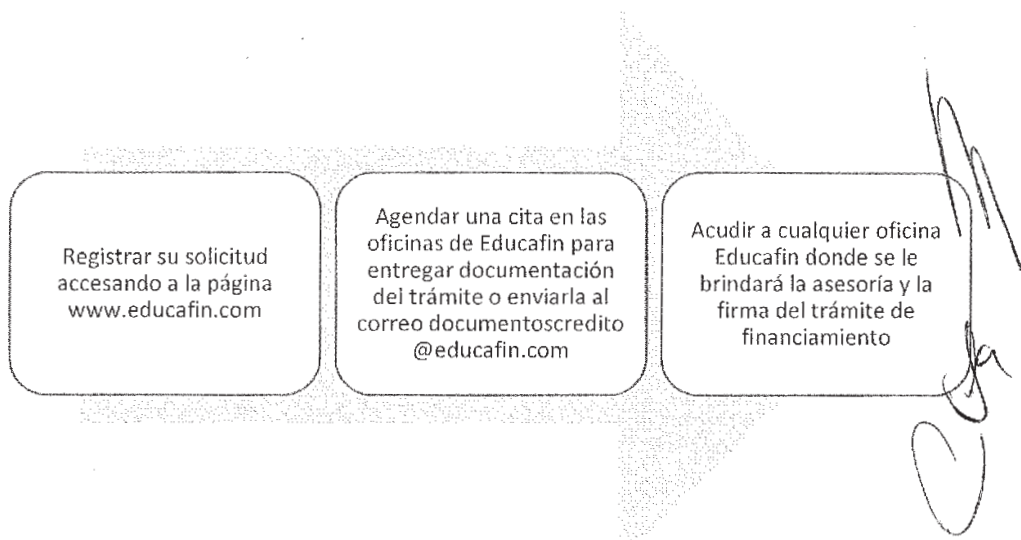 Registrar su solicitud
accesando a la página
www.educafin.com
Agendar una cita en las
oficinas de Educafin para
entregar documentación
del trámite o enviarla al
correo documentoscredito
@educafin.com
Acudir a cualquier oficina
Educafin donde se le
brindará la asesoría y la
firma del trámite de
financiamiento